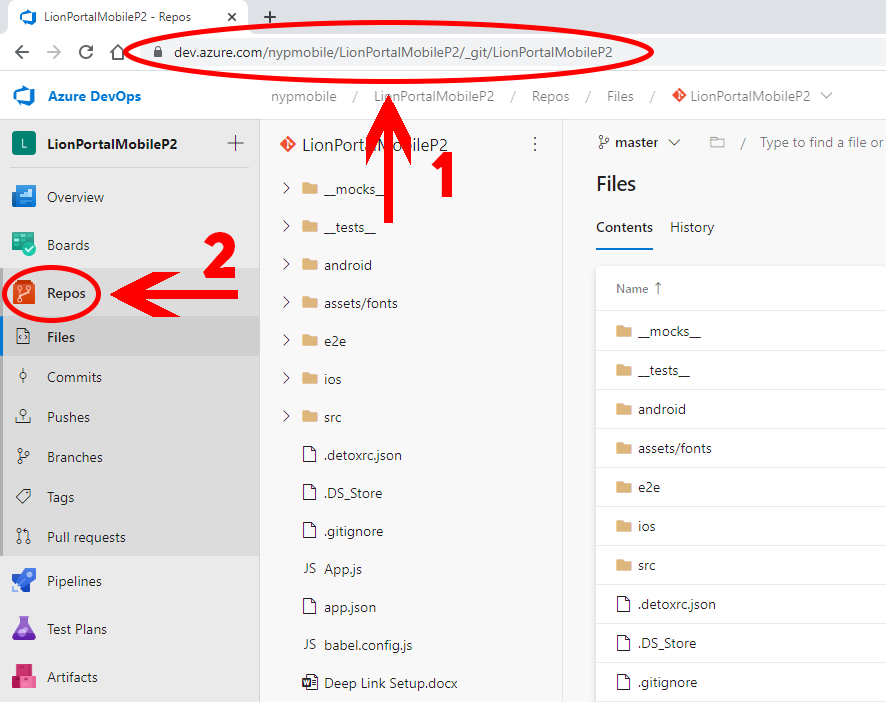 LionPortalMobileP2 - Repos
dev.azure.com/nypmobile/LionPortalMobileP2/_git/LionPortalMobileP2
Azure DevOps
nypmobile / LionPortalMobileP2 / Repos / Files / LionPortalMobileP2
1
L LionPortalMobileP2
Overview
Boards
2
Repos
Files
Commits
Pushes
Branches
Tags
Pull requests
Pipelines
Test Plans
Artifacts
LionPortalMobileP2
__mocks__
__tests__
android
assets/fonts
e2e
ios
src
.detoxrc.json
.DS_Store
.gitignore
JS App.js
app.json
JS babel.config.js
Deep Link Setup.docx
master / Type to find a file or
Files
Contents History
Name
__mocks__
__tests__
android
assets/fonts
e2e
ios
src
.detoxrc.json
.DS_Store
.gitignore